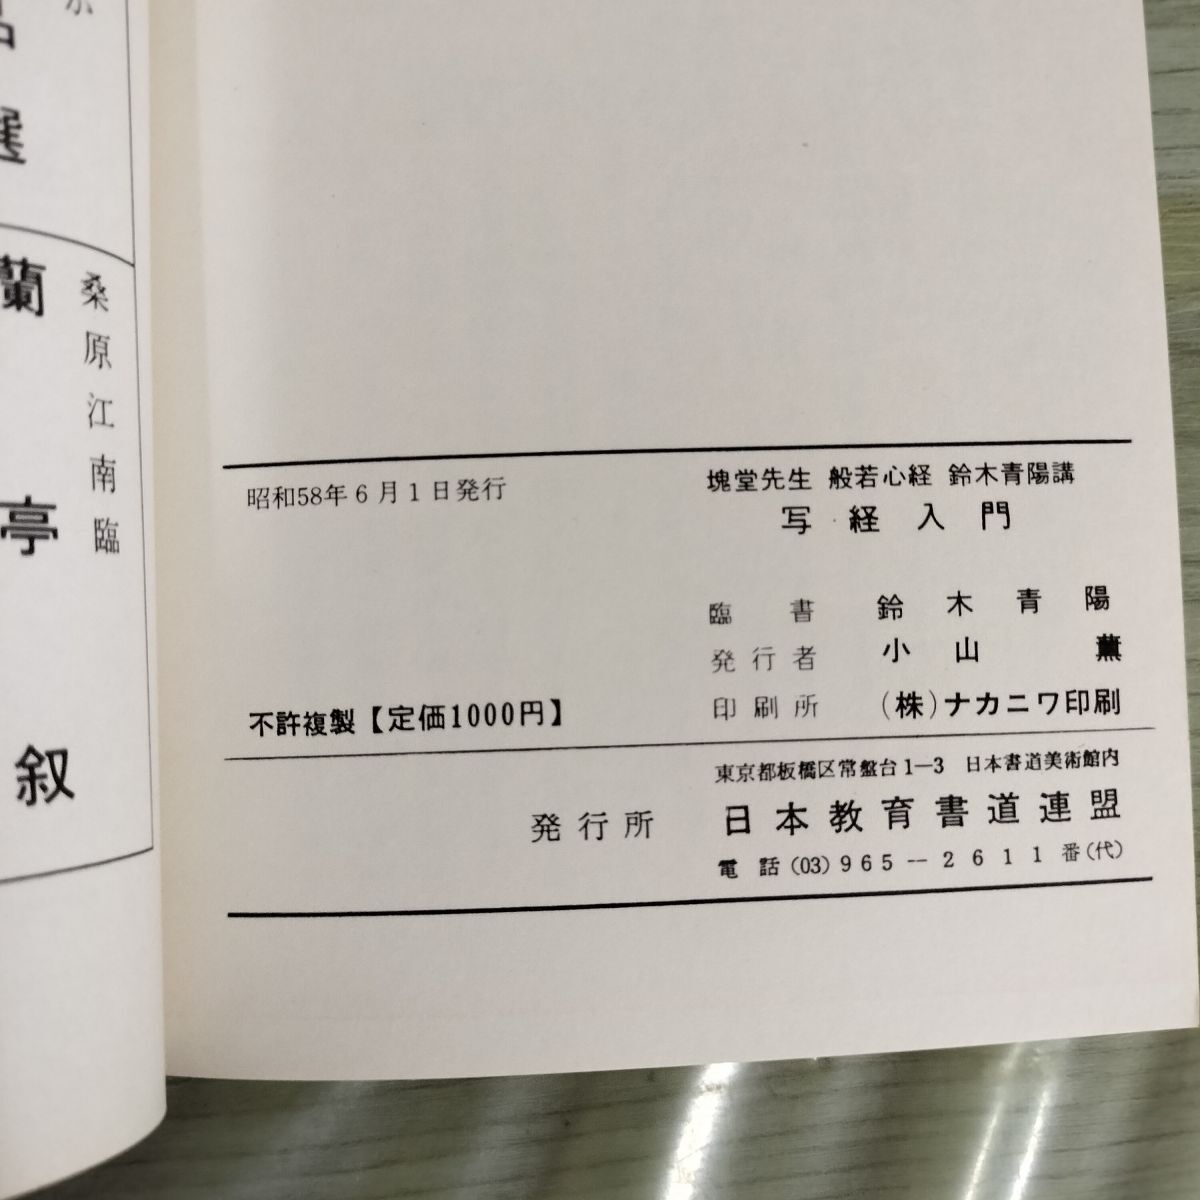 選
桑原江南臨
蘭亭叙
昭和58年6月1日発行
塊堂先生 般若心経 鈴木青陽講
写経入門
臨書 鈴木青陽
発行者 小山薫
印刷所 (株)ナカニワ印刷
不許複製【定価1000円】
東京都板橋区常盤台1-3 日本書道美術館内
発行所 日本教育書道連盟
電話(03)965--2611番(代)